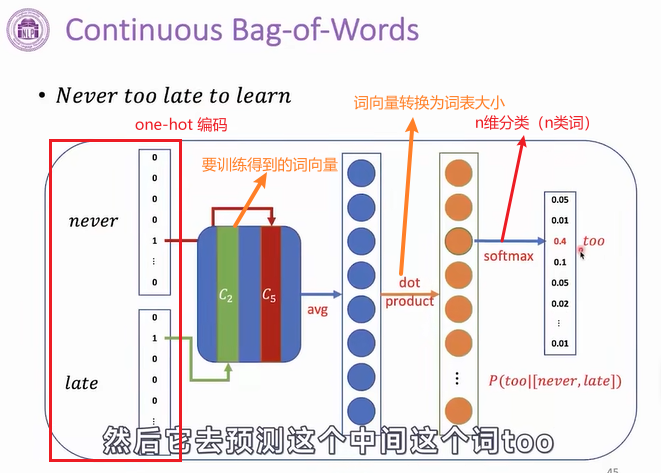 NLP
Continuous Bag-of-Words
• Never too late to learn
one-hot 编码
词向量转换为词表大小
n维分类（n类词）
要训练得到的词向量
never
0
0
0
0
1
0
⋮
0
late
0
1
0
0
0
⋮
C₂
C₅
avg
dot
product
softmax
0.05
0.01
0.4
0.1
0.05
0.02
⋮
0.01
too
P(too|[never, late])
然后它去预测这个中间这个词too
45